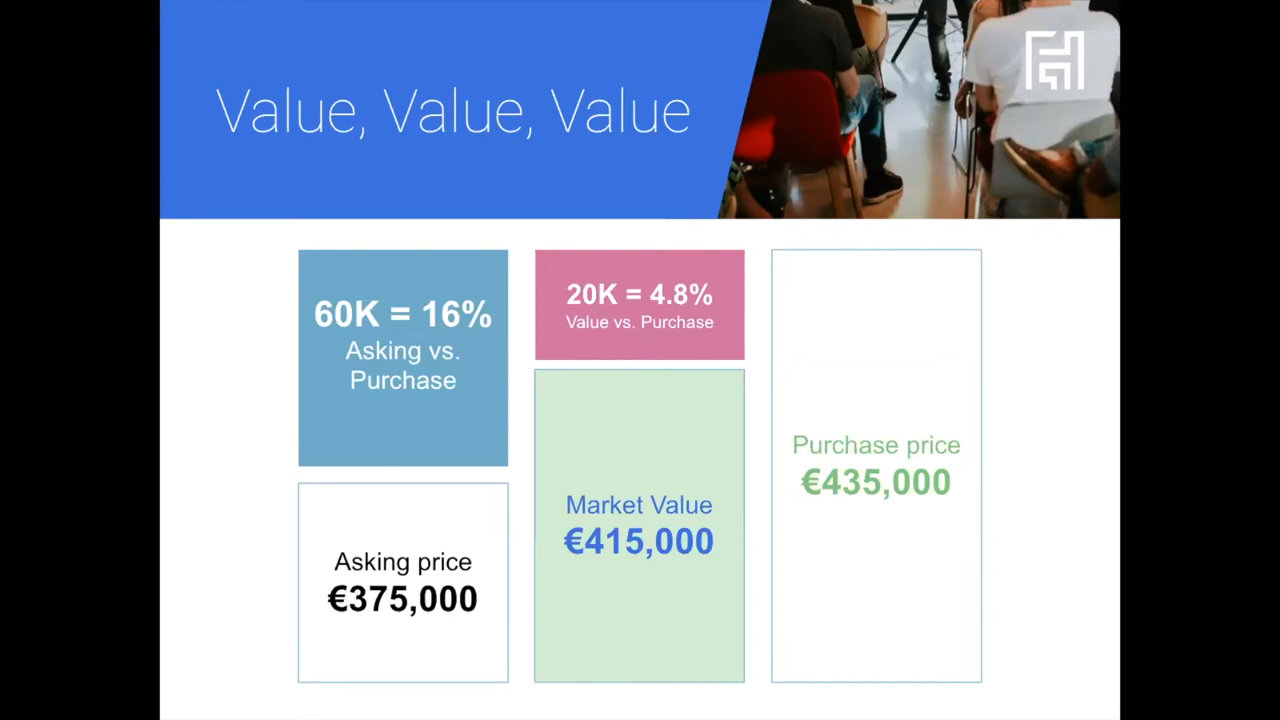 Value, Value, Value
60K = 16%
Asking vs.
Purchase
Asking price
€375,000
20K = 4.8%
Value vs. Purchase
Market Value
€415,000
Purchase price
€435,000